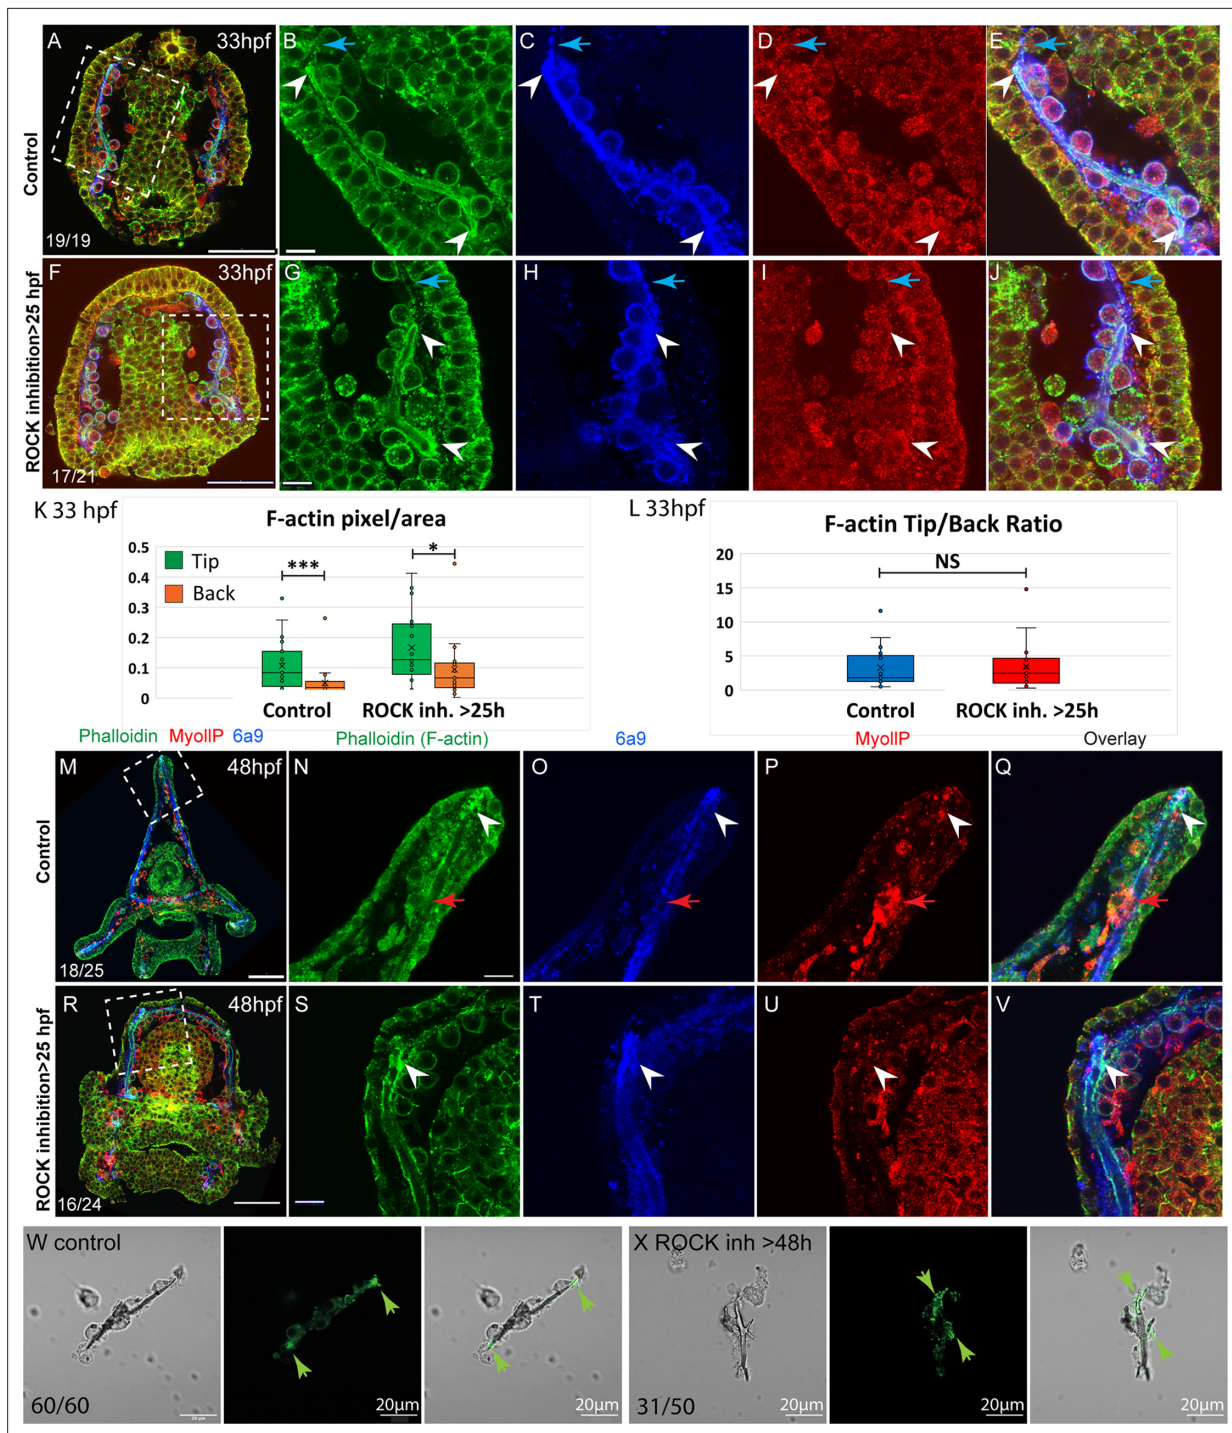 A 33hpf B C D E
Control
19/19
F 33hpf G H I J
ROCK inhibition>25 hpf
17/21
K 33 hpf
F-actin pixel/area
0.5
0.4
0.3
0.2
0.1
0
Tip
Back
***
*
Control ROCK inh. >25h
L 33hpf
F-actin Tip/Back Ratio
20
15
10
5
0
NS
Control ROCK inh. >25h
Phalloidin MyoIIP 6a9 Phalloidin (F-actin) 6a9 MyoIIP Overlay
M 48hpf N O P Q
Control
18/25
R 48hpf S T U V
ROCK inhibition>25 hpf
16/24
W control
60/60
20 µm
20µm
20µm
X ROCK inh >48h
31/50
20µm
20µm